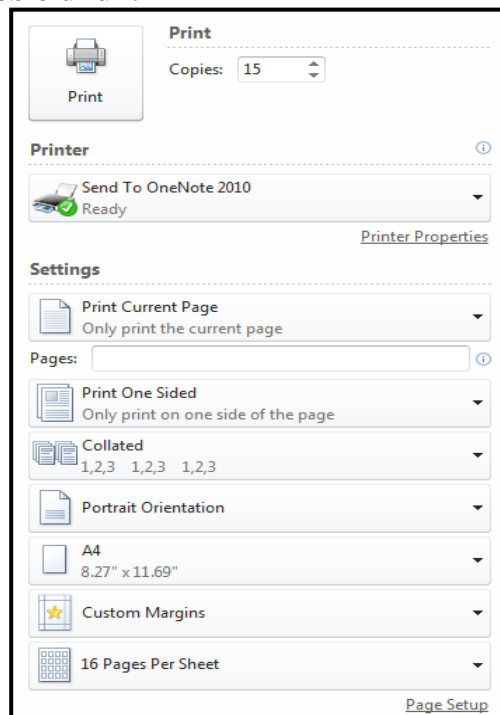 Print
Copies: 15
Print
Printer
Send To OneNote 2010
Ready
Printer Properties
Settings
Print Current Page
Only print the current page
Pages:
Print One Sided
Only print on one side of the page
Collated
1,2,3 1,2,3 1,2,3
Portrait Orientation
A4
8.27" x 11.69"
Custom Margins
16 Pages Per Sheet
Page Setup